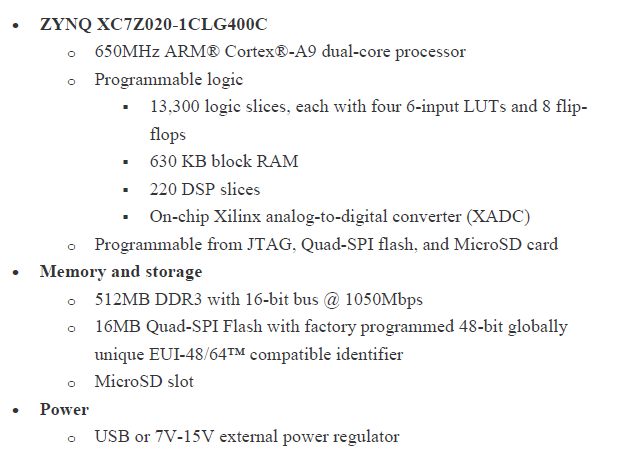 • ZYNQ XC7Z020-1CLG400C
o 650MHz ARM® Cortex®-A9 dual-core processor
o Programmable logic
▪ 13,300 logic slices, each with four 6-input LUTs and 8 flip-
flops
▪ 630 KB block RAM
▪ 220 DSP slices
▪ On-chip Xilinx analog-to-digital converter (XADC)
o Programmable from JTAG, Quad-SPI flash, and MicroSD card
• Memory and storage
o 512MB DDR3 with 16-bit bus @ 1050Mbps
o 16MB Quad-SPI Flash with factory programmed 48-bit globally
unique EUI-48/64™ compatible identifier
o MicroSD slot
• Power
o USB or 7V-15V external power regulator